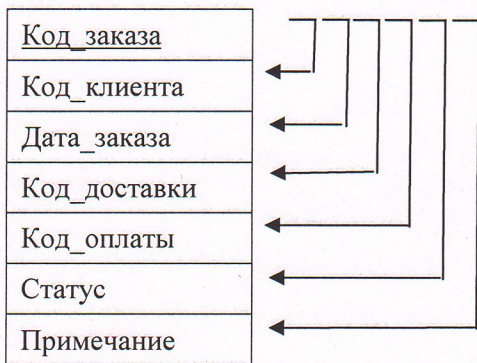 Код_заказа
Код_клиента
Дата_заказа
Код_доставки
Код_оплаты
Статус
Примечание